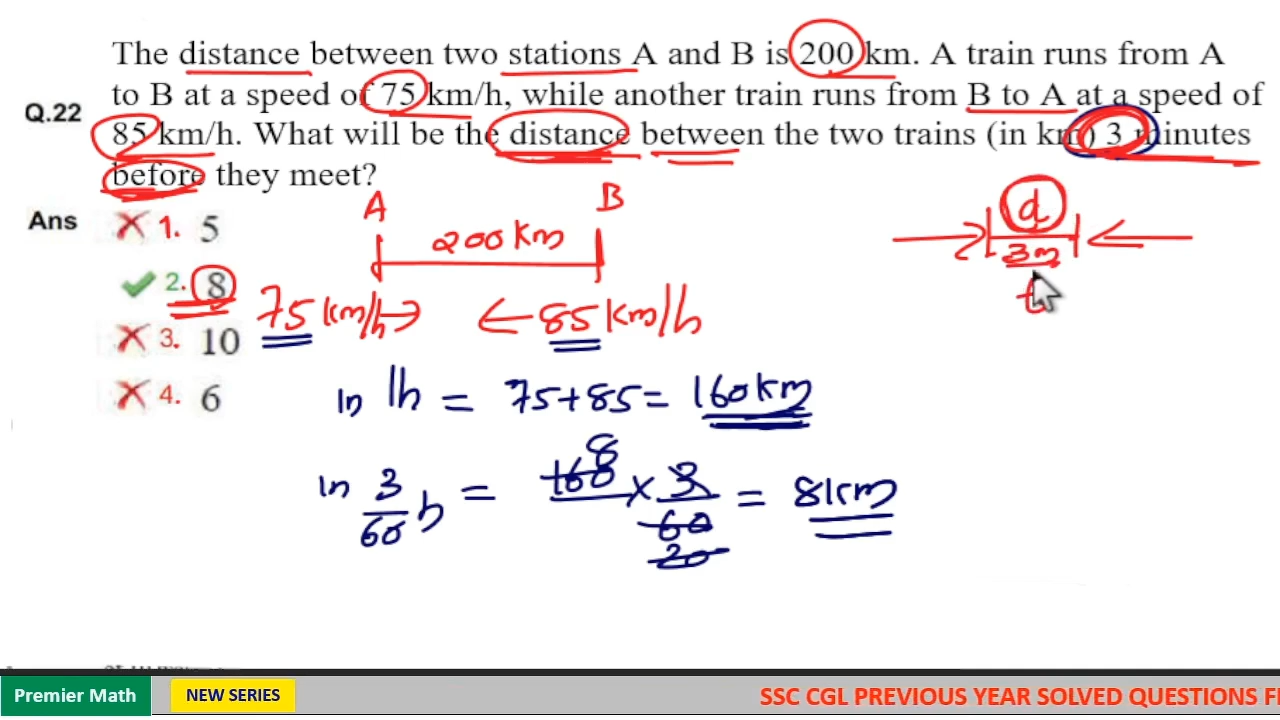 The distance between two stations A and B is 200 km. A train runs from A
to B at a speed of 75 km/h, while another train runs from B to A at a speed of
Q.22
85 km/h. What will be the distance between the two trains (in km) 3 minutes
before they meet?
Ans
1. 5
2. 8
3. 10
4. 6
A
B
200 km
75 km/h
85 km/h
d
3m
t
In 1h = 75+85 = 160km
In 3/60 h = 160 8 × 3/60 20 = 8km
Premier Math
NEW SERIES
SSC CGL PREVIOUS YEAR SOLVED QUESTIONS F